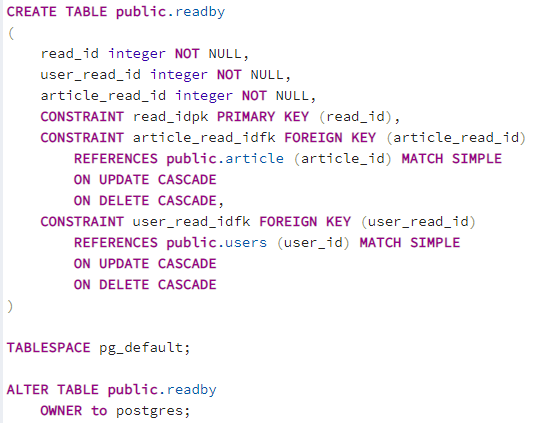 CREATE TABLE public.readby
(
    read_id integer NOT NULL,
    user_read_id integer NOT NULL,
    article_read_id integer NOT NULL,
    CONSTRAINT read_idpk PRIMARY KEY (read_id),
    CONSTRAINT article_read_idfk FOREIGN KEY (article_read_id)
        REFERENCES public.article (article_id) MATCH SIMPLE
        ON UPDATE CASCADE
        ON DELETE CASCADE,
    CONSTRAINT user_read_idfk FOREIGN KEY (user_read_id)
        REFERENCES public.users (user_id) MATCH SIMPLE
        ON UPDATE CASCADE
        ON DELETE CASCADE
)
TABLESPACE pg_default;
ALTER TABLE public.readby
    OWNER to postgres;